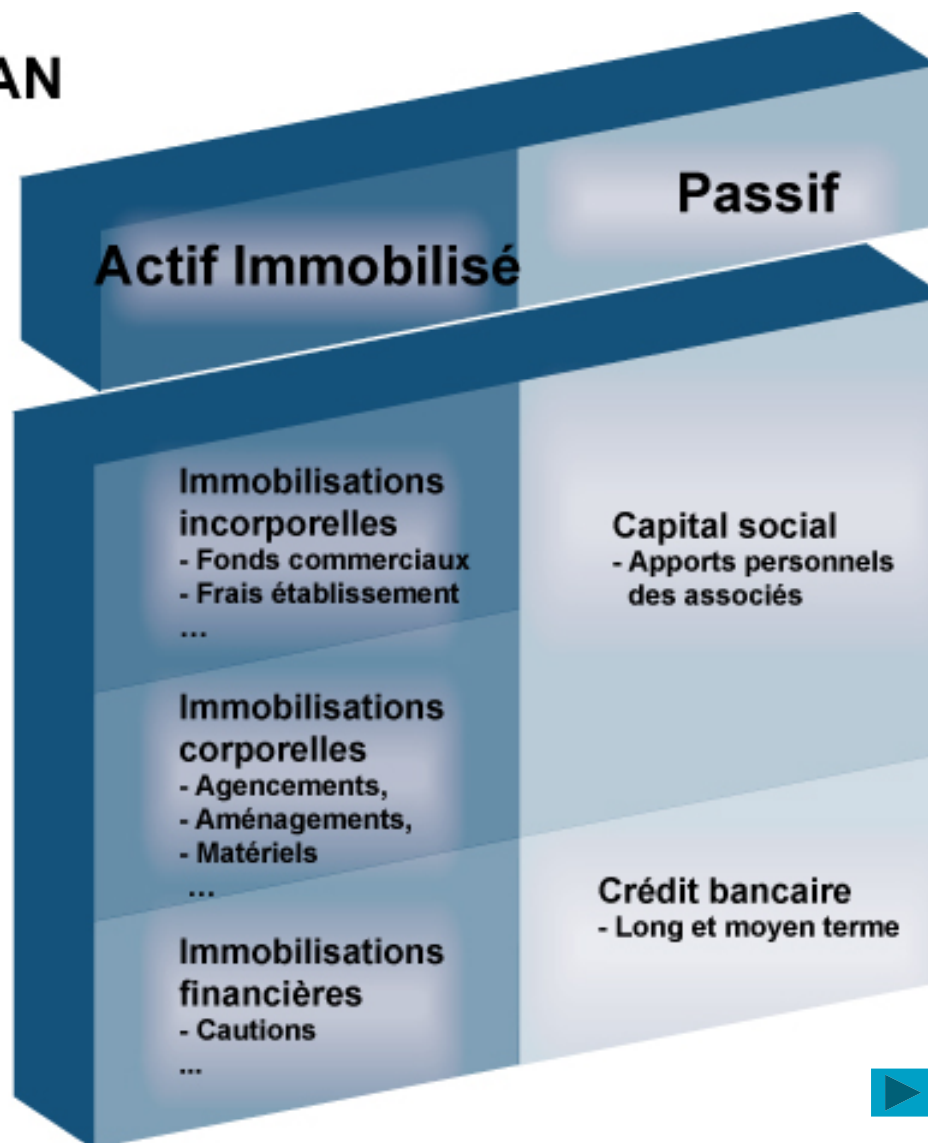 AN
Actif Immobilisé
Passif
Immobilisations
incorporelles
- Fonds commerciaux
- Frais établissement
...
Immobilisations
corporelles
- Agencements,
- Aménagements,
- Matériels
...
Immobilisations
financières
- Cautions
...
Capital social
- Apports personnels
des associés
Crédit bancaire
- Long et moyen terme